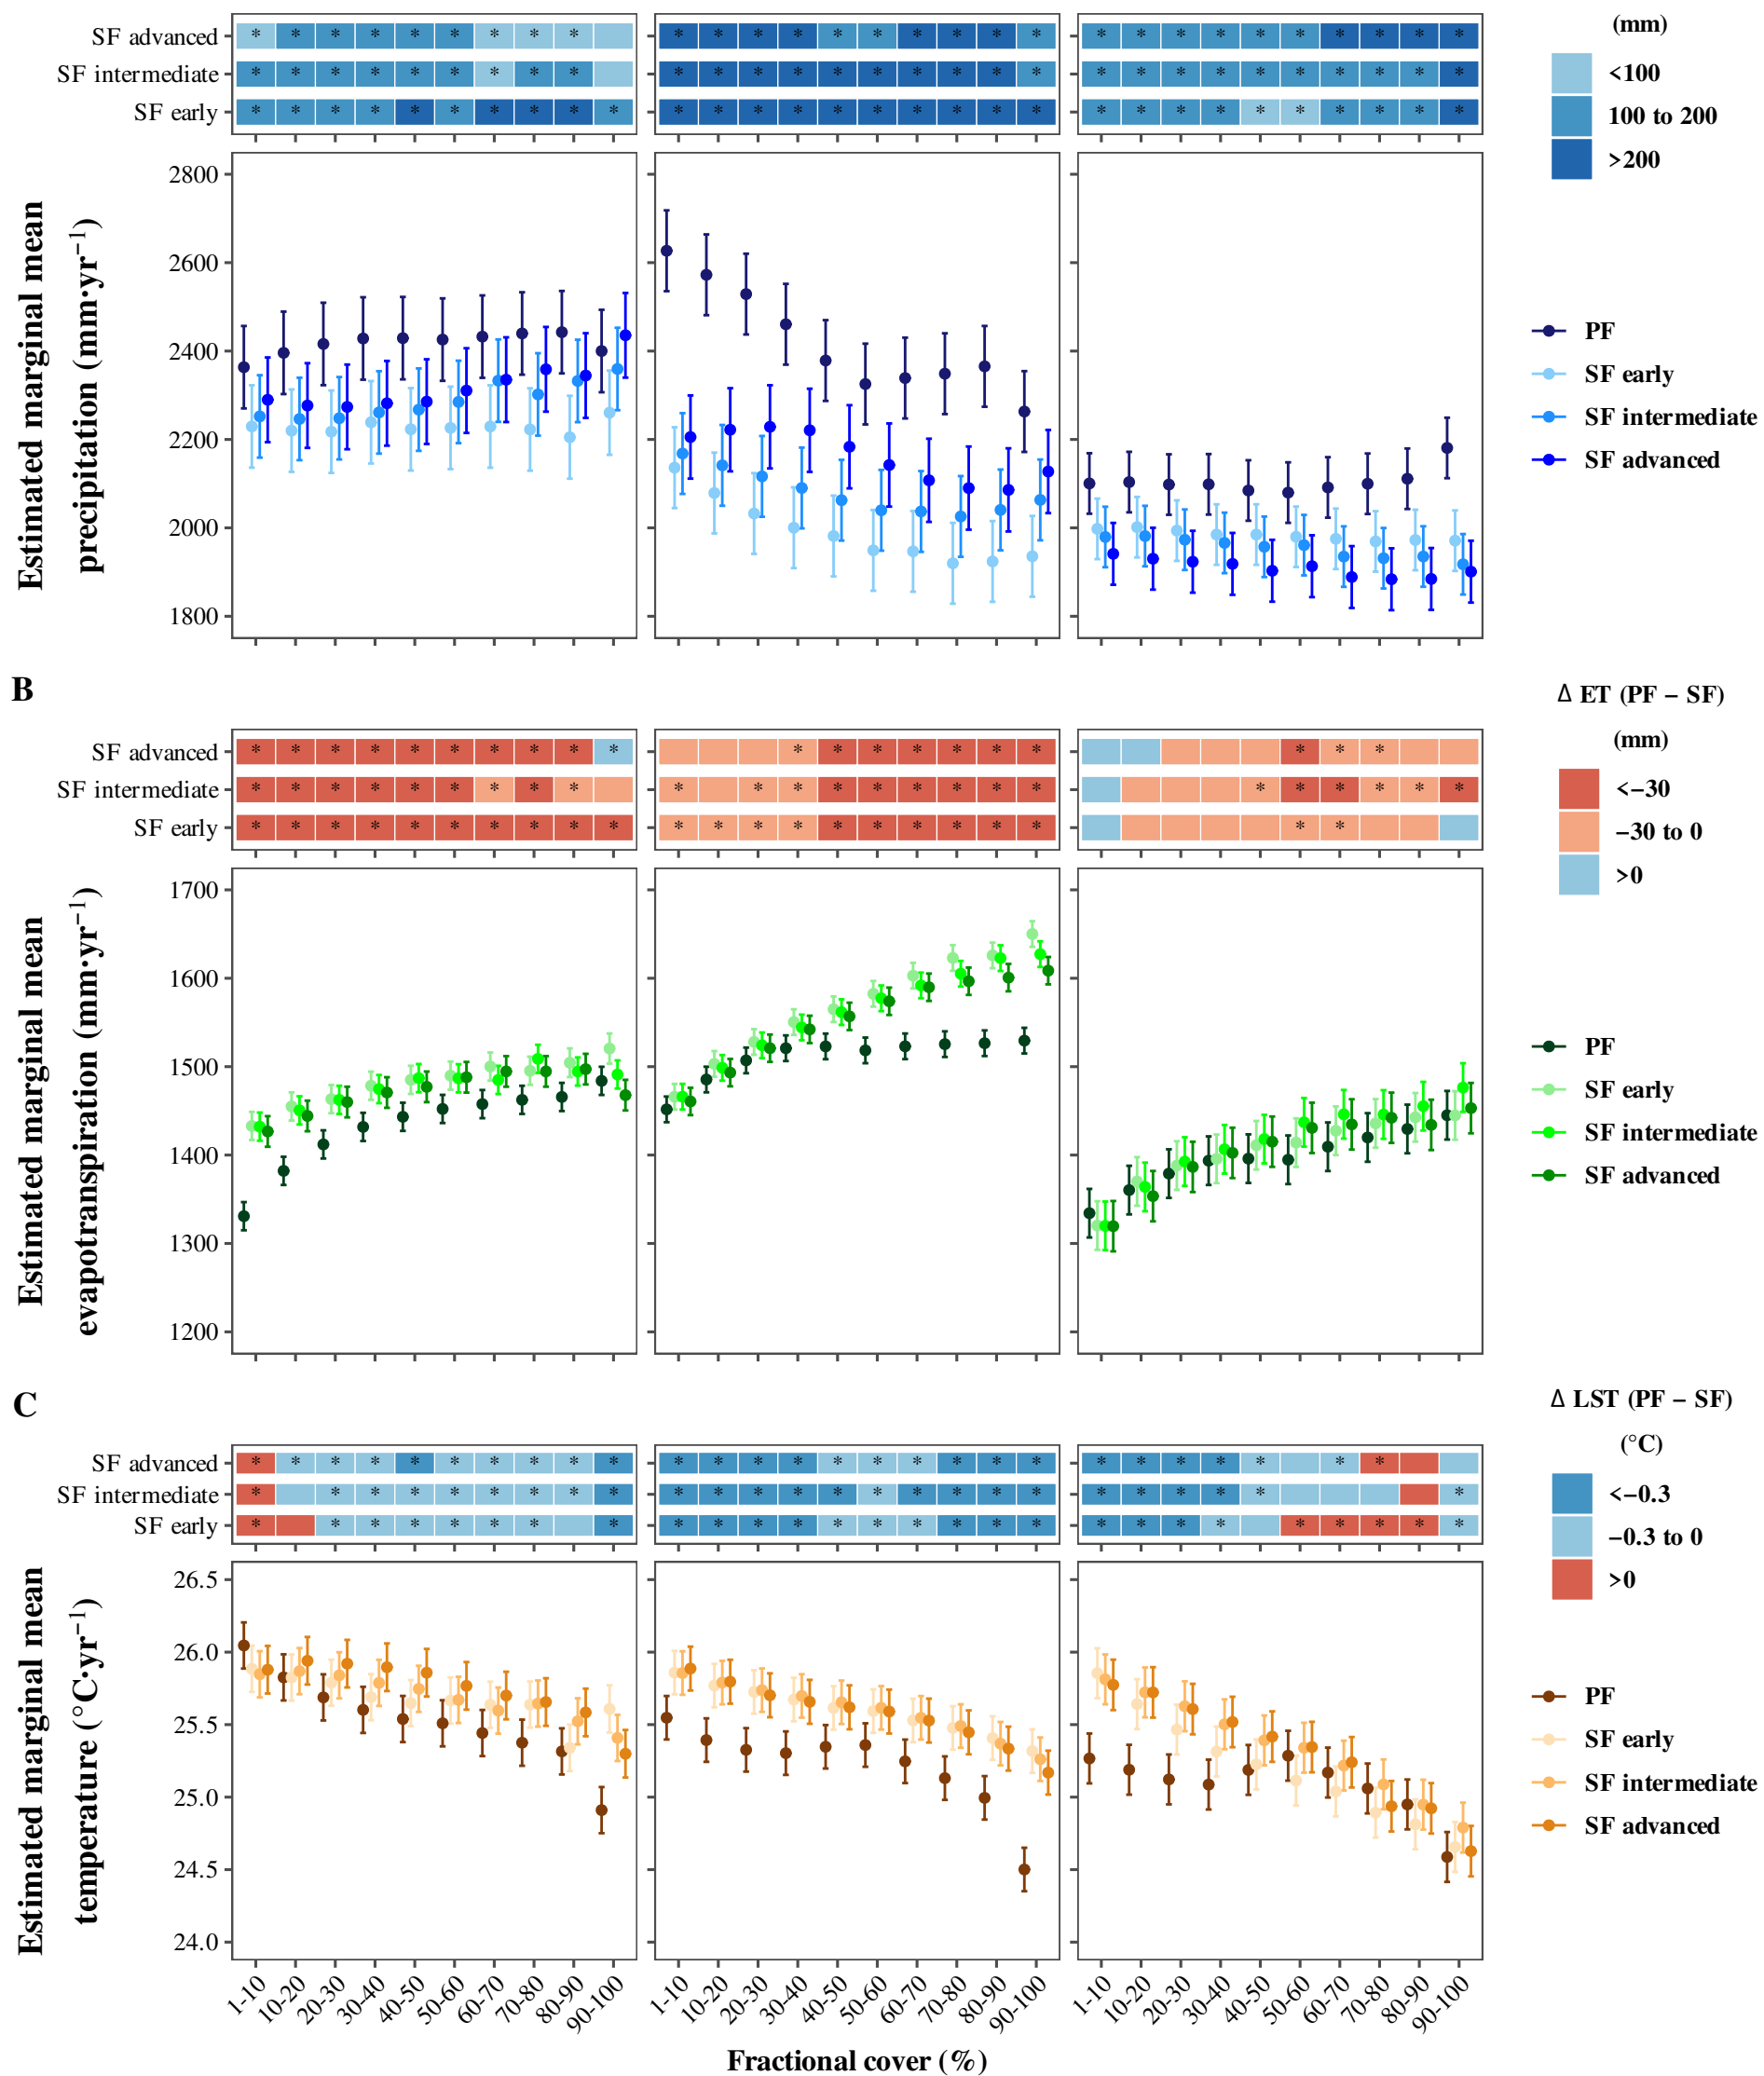 (mm)
SF advanced * * * * * * * * * * * * * * * * * * * * * * * * * * * * *
SF intermediate * * * * * * * * * * * * * * * * * * * * * * * * * * * * *
SF early * * * * * * * * * * * * * * * * * * * * * * * * * * * * * *
<100
100 to 200
>200
Estimated marginal mean
precipitation (mm·yr−1)
2800
2600
2400
2200
2000
1800
PF
SF early
SF intermediate
SF advanced
B
Δ ET (PF − SF)
(mm)
SF advanced * * * * * * * * * * * * * * * * * * * * *
SF intermediate * * * * * * * * * * * * * * * * * * * * * * * *
SF early * * * * * * * * * * * * * * * * * * * * * *
<−30
−30 to 0
>0
Estimated marginal mean
evapotranspiration (mm·yr−1)
1700
1600
1500
1400
1300
1200
PF
SF early
SF intermediate
SF advanced
C
Δ LST (PF − SF)
(°C)
SF advanced * * * * * * * * * * * * * * * * * * * * * * * * * * *
SF intermediate * * * * * * * * * * * * * * * * * * * * * * * * *
SF early * * * * * * * * * * * * * * * * * * * * * * * * * * *
<−0.3
−0.3 to 0
>0
Estimated marginal mean
temperature (°C·yr−1)
26.5
26.0
25.5
25.0
24.5
24.0
PF
SF early
SF intermediate
SF advanced
1-10 10-20 20-30 30-40 40-50 50-60 60-70 70-80 80-90 90-100 1-10 10-20 20-30 30-40 40-50 50-60 60-70 70-80 80-90 90-100 1-10 10-20 20-30 30-40 40-50 50-60 60-70 70-80 80-90 90-100
Fractional cover (%)